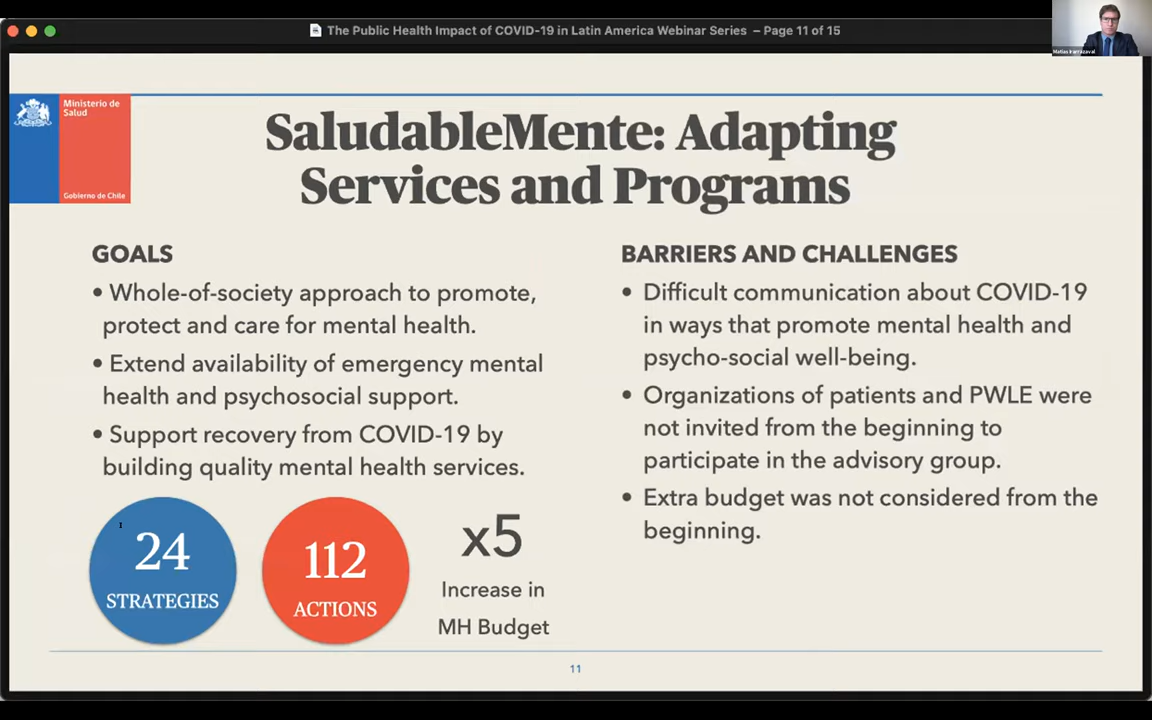 The Public Health Impact of COVID-19 in Latin America Webinar Series – Page 11 of 15
Ministerio de
Salud
Gobierno de Chile
SaludableMente: Adapting
Services and Programs
GOALS
• Whole-of-society approach to promote,
protect and care for mental health.
• Extend availability of emergency mental
health and psychosocial support.
• Support recovery from COVID-19 by
building quality mental health services.
24
STRATEGIES
112
ACTIONS
x5
Increase in
MH Budget
BARRIERS AND CHALLENGES
• Difficult communication about COVID-19
in ways that promote mental health and
psycho-social well-being.
• Organizations of patients and PWLE were
not invited from the beginning to
participate in the advisory group.
• Extra budget was not considered from the
beginning.
11